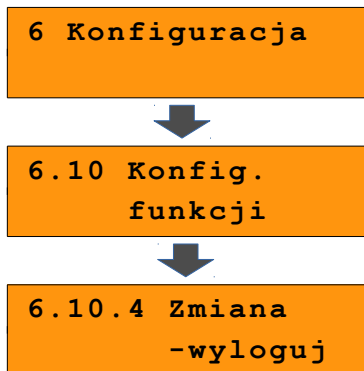 6 Konfiguracja
6.10 Konfig.
funkcji
6.10.4 Zmiana
-wyloguj